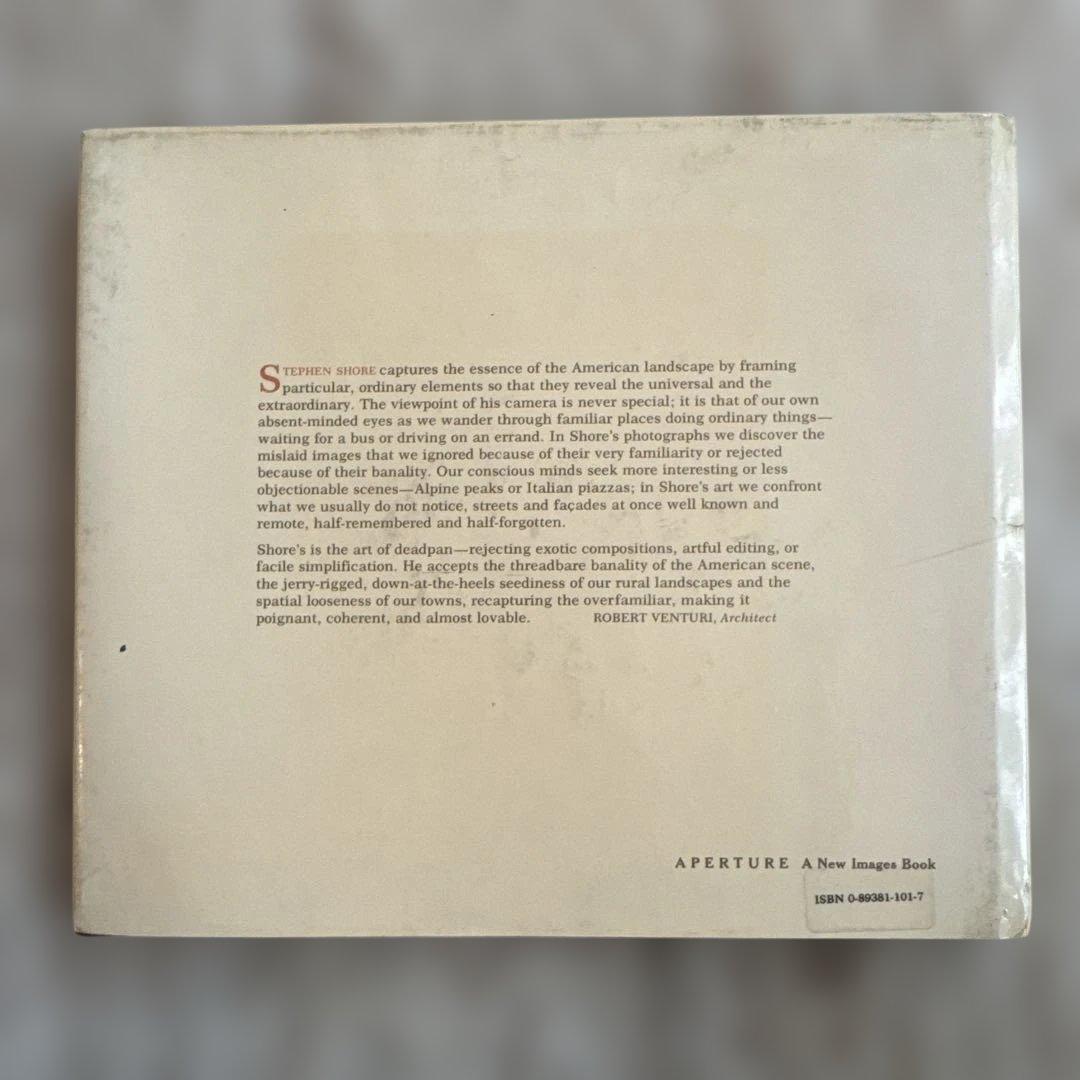 STEPHEN SHORE captures the essence of the American landscape by framing
particular, ordinary elements so that they reveal the universal and the
extraordinary. The viewpoint of his camera is never special; it is that of our own
absent-minded eyes as we wander through familiar places doing ordinary things—
waiting for a bus or driving on an errand. In Shore's photographs we discover the
mislaid images that we ignored because of their very familiarity or rejected
because of their banality. Our conscious minds seek more interesting or less
objectionable scenes—Alpine peaks or Italian piazzas; in Shore's art we confront
what we usually do not notice, streets and façades at once well known and
remote, half-remembered and half-forgotten.
Shore's is the art of deadpan—rejecting exotic compositions, artful editing, or
facile simplification. He accepts the threadbare banality of the American scene,
the jerry-rigged, down-at-the-heels seediness of our rural landscapes and the
spatial looseness of our towns, recapturing the overfamiliar, making it
poignant, coherent, and almost lovable. ROBERT VENTURI, Architect
APERTURE A New Images Book
ISBN 0-89381-101-7